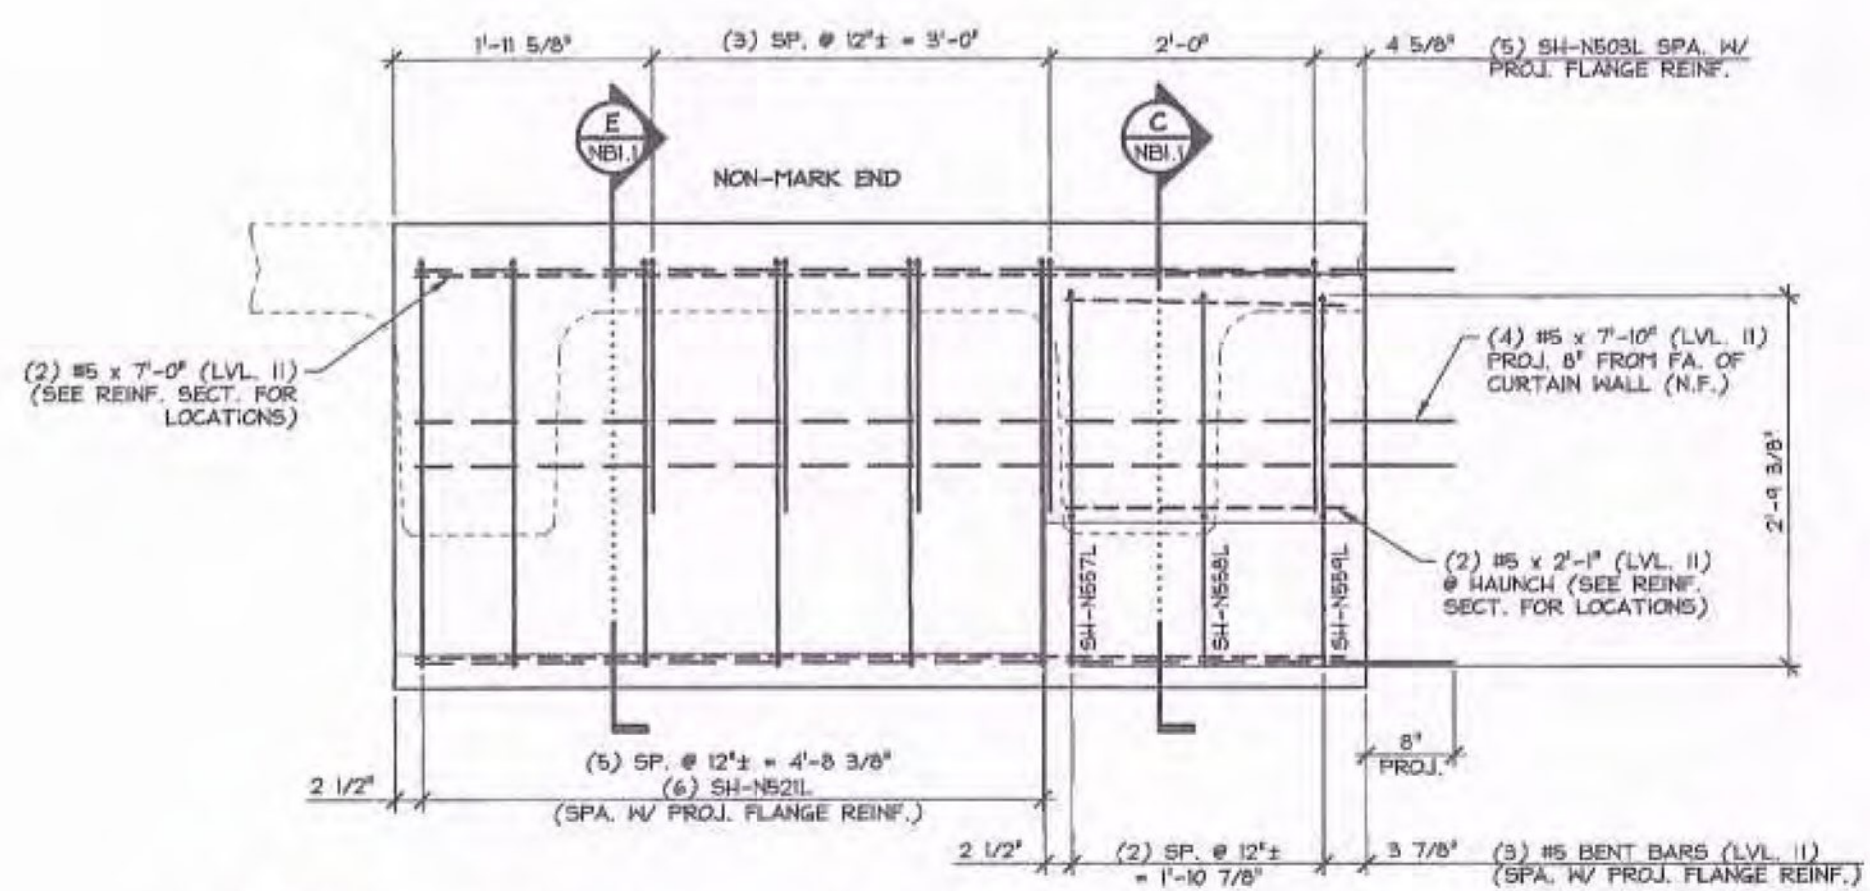 1'-11 5/8"
(3) SP. @ 12"± = 3'-0"
2'-0"
4 5/8"
(5) SH-N503L SPA. W/
PROJ. FLANGE REINF.
E
NB1.1
C
NB1.1
NON-MARK END
(2) #5 x 7'-0" (LVL. II)
(SEE REINF. SECT. FOR
LOCATIONS)
(4) #5 x 7'-10" (LVL. II)
PROJ. 8" FROM FA. OF
CURTAIN WALL (N.F.)
2'-9 3/8"
(2) #5 x 2'-1" (LVL. II)
@ HAUNCH (SEE REINF.
SECT. FOR LOCATIONS)
SH-N557L
SH-N558L
SH-N559L
8"
PROJ.
2 1/2"
(5) SP. @ 12"± = 4'-8 3/8"
(6) SH-N521L
(SPA. W/ PROJ. FLANGE REINF.)
2 1/2"
(2) SP. @ 12"±
= 1'-10 7/8"
3 7/8"
(3) #5 BENT BARS (LVL. II)
(SPA. W/ PROJ. FLANGE REINF.)